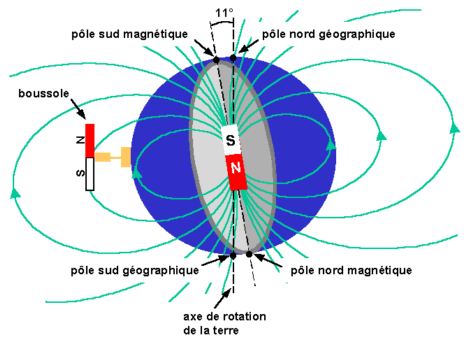 11°
pôle sud magnétique
pôle nord géographique
boussole
N
S
S
N
pôle sud géographique
pôle nord magnétique
axe de rotation
de la terre